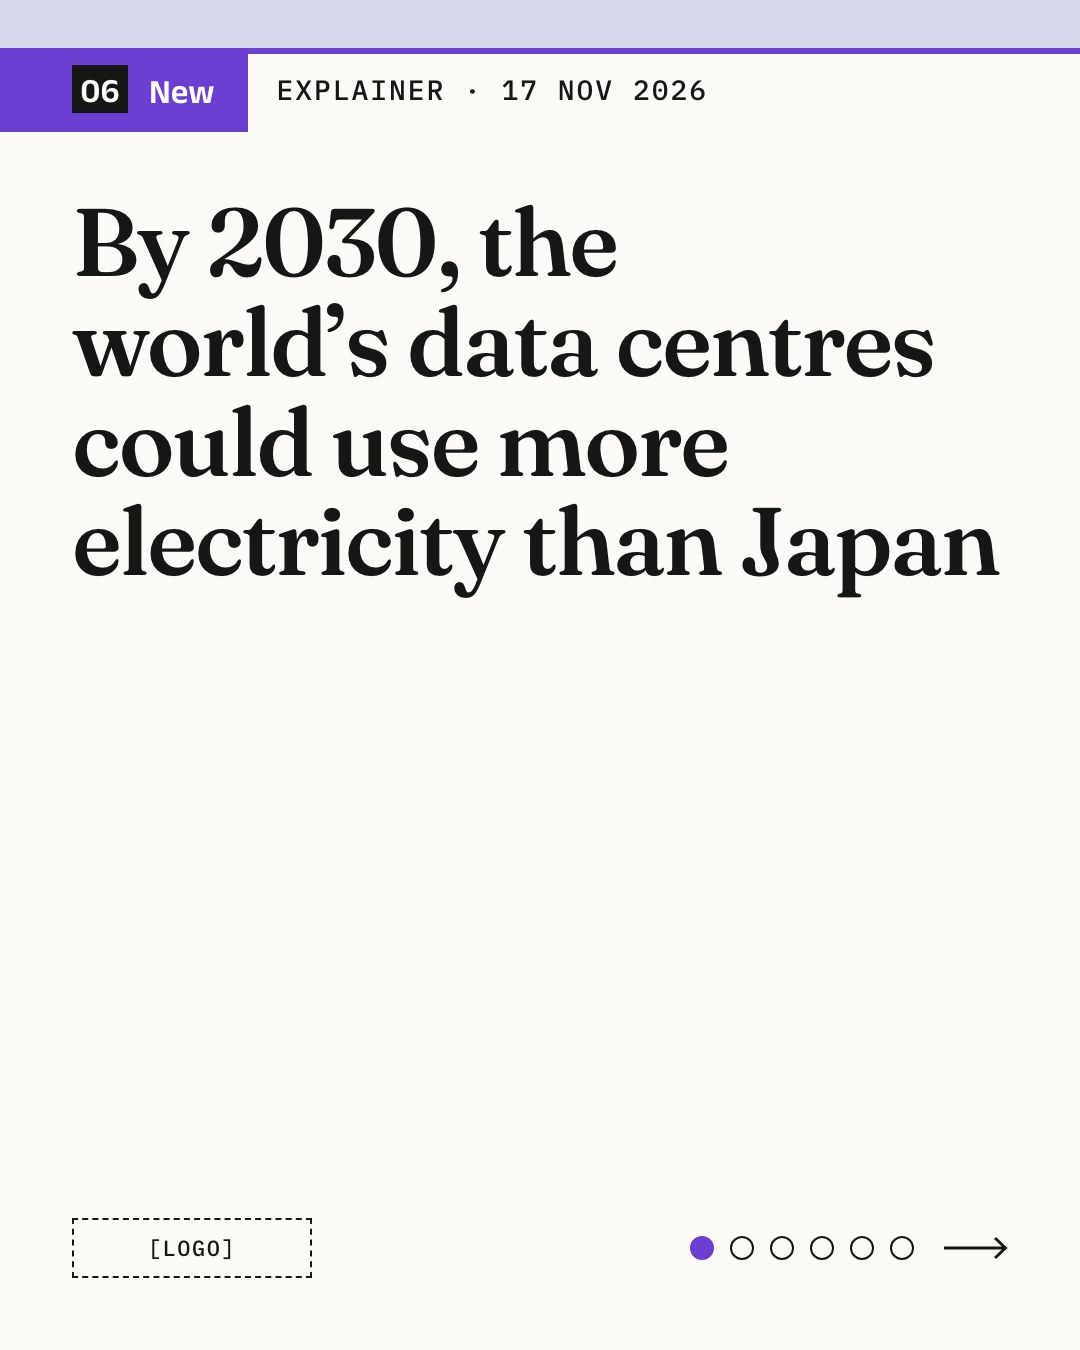 06 New EXPLAINER · 17 NOV 2026
By 2030, the
world’s data centres
could use more
electricity than Japan
[LOGO]